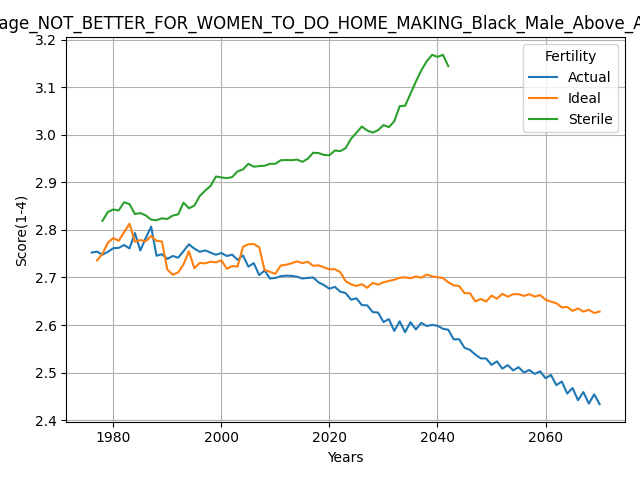 age_NOT_BETTER_FOR_WOMEN_TO_DO_HOME_MAKING_Black_Male_Above_A
3.2
3.1
3.0
2.9
2.8
2.7
2.6
2.5
2.4
Score(1-4)
Fertility
Actual
Ideal
Sterile
1980
2000
2020
2040
2060
Years